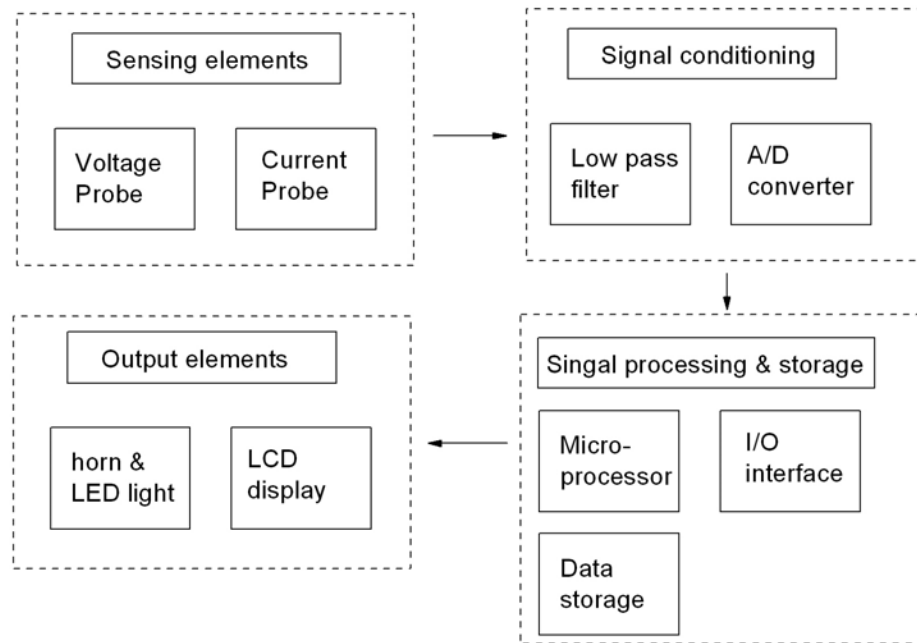 Sensing elements
Voltage
Probe
Current
Probe
Signal conditioning
Low pass
filter
A/D
converter
Output elements
horn &
LED light
LCD
display
Singal processing & storage
Micro-
processor
I/O
interface
Data
storage